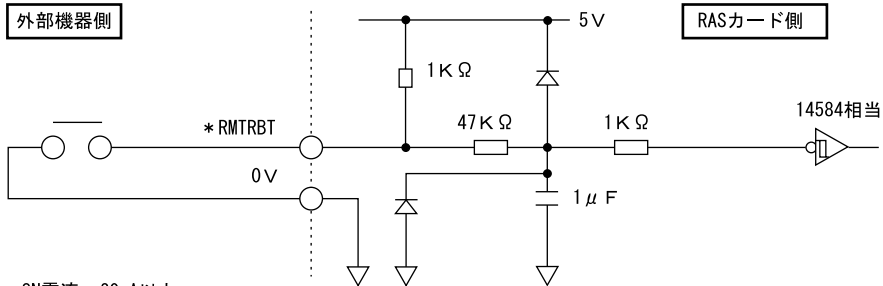 外部機器側
RASカード側
5V
1KΩ
14584相当
*RMTRBT
47KΩ
1KΩ
0V
1μF